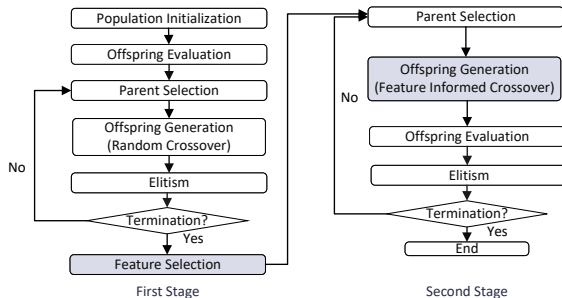 Population Initialization
Offspring Evaluation
Parent Selection
Offspring Generation
(Random Crossover)
No
Elitism
Termination?
Yes
Feature Selection
First Stage
Parent Selection
Offspring Generation
(Feature Informed Crossover)
No
Offspring Evaluation
Elitism
Termination?
Yes
End
Second Stage